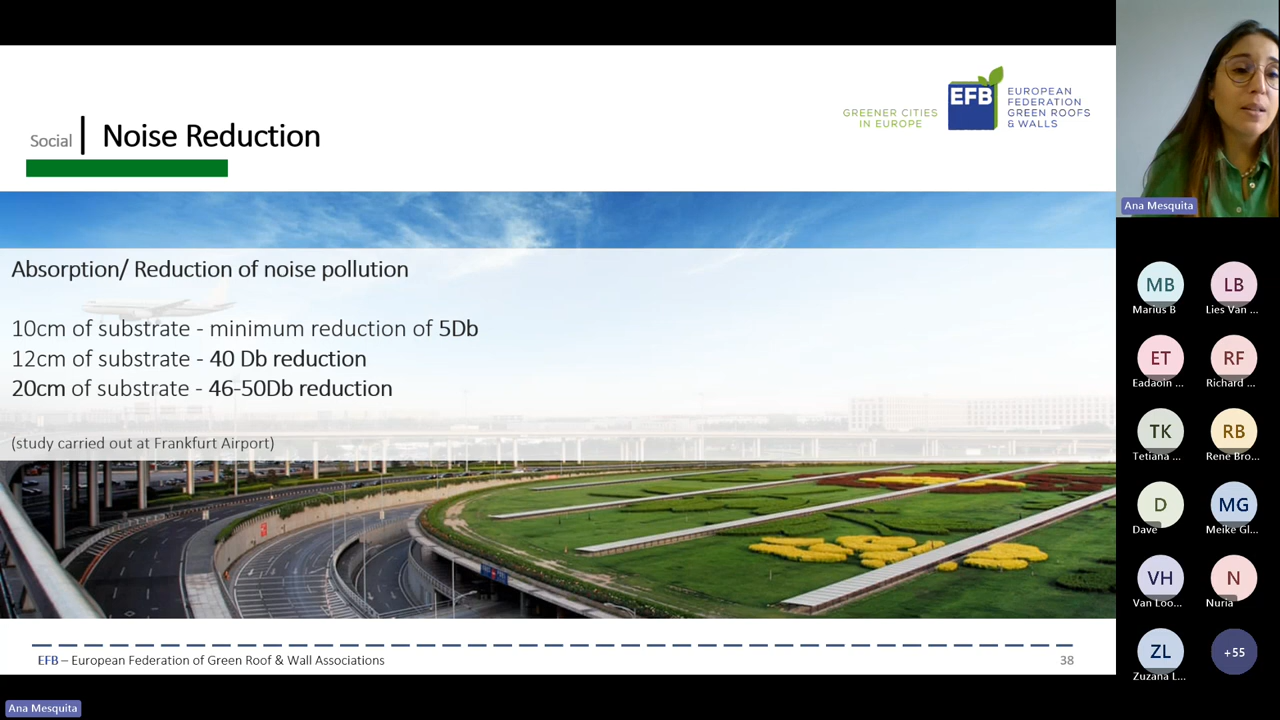 Social
Noise Reduction
GREENER CITIES
IN EUROPE
EFB
EUROPEAN
FEDERATION
GREEN ROOFS
& WALLS
Absorption/ Reduction of noise pollution
10cm of substrate - minimum reduction of 5Db
12cm of substrate - 40 Db reduction
20cm of substrate - 46-50Db reduction
(study carried out at Frankfurt Airport)
EFB – European Federation of Green Roof & Wall Associations
38
Ana Mesquita
Ana Mesquita
MB
Marius B
LB
Lies Van ...
ET
Eadaoin ...
RF
Richard ...
TK
Tetiana ...
RB
Rene Bro...
D
Dave
MG
Meike Gl...
VH
Van Loo...
N
Nuria
ZL
Zuzana L...
+55